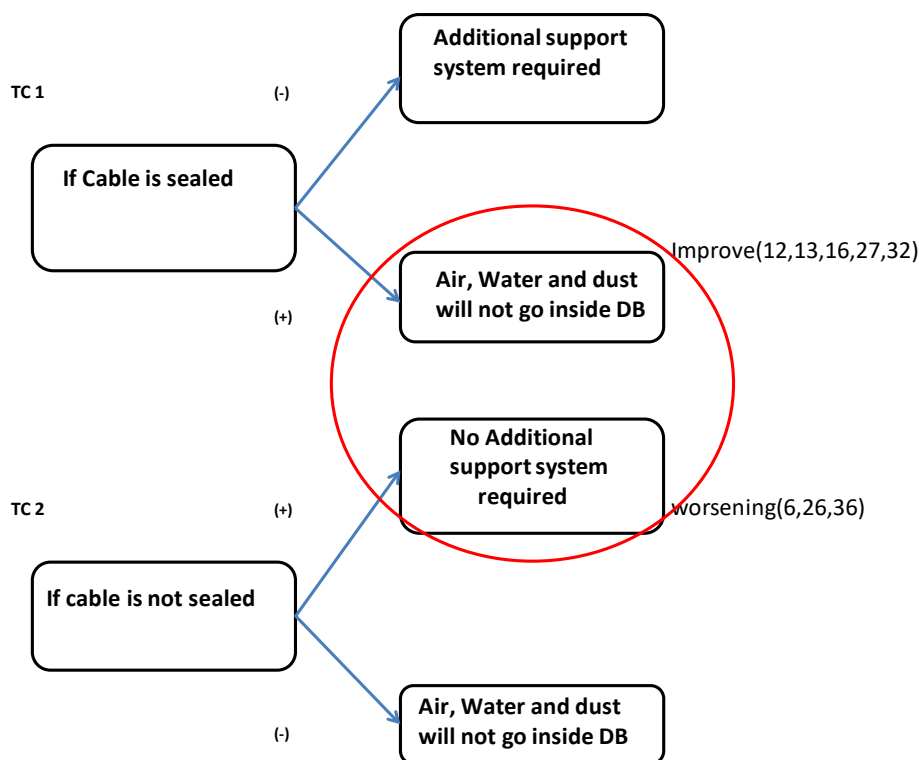 Additional support
system required
TC 1
(-)
If Cable is sealed
Improve(12,13,16,27,32)
Air, Water and dust
will not go inside DB
(+)
No Additional
support system
required
TC 2
(+)
worsening(6,26,36)
If cable is not sealed
Air, Water and dust
will not go inside DB
(-)